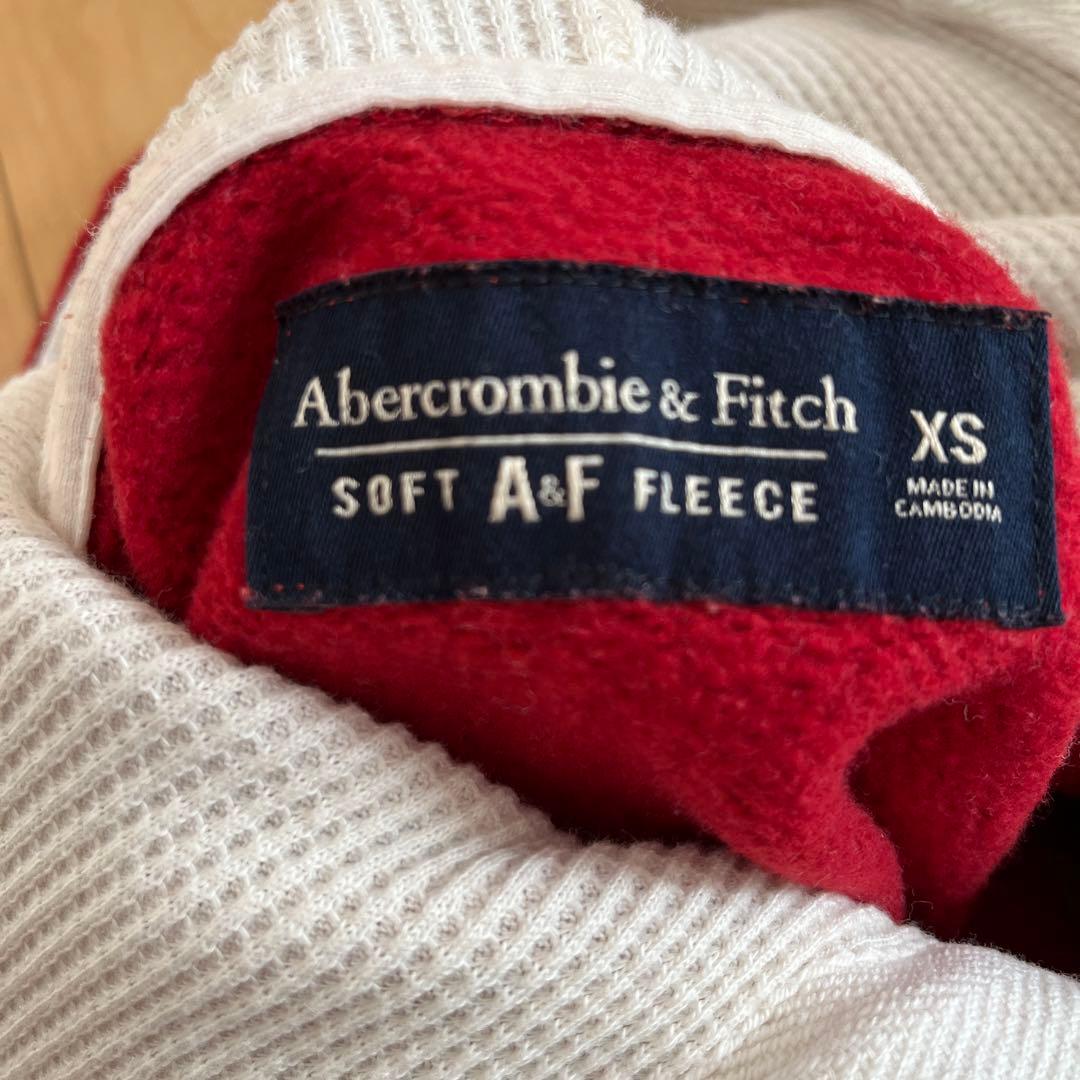 Abercrombie & Fitch
SOFT A&F FLEECE
XS
MADE IN
CAMBODIA